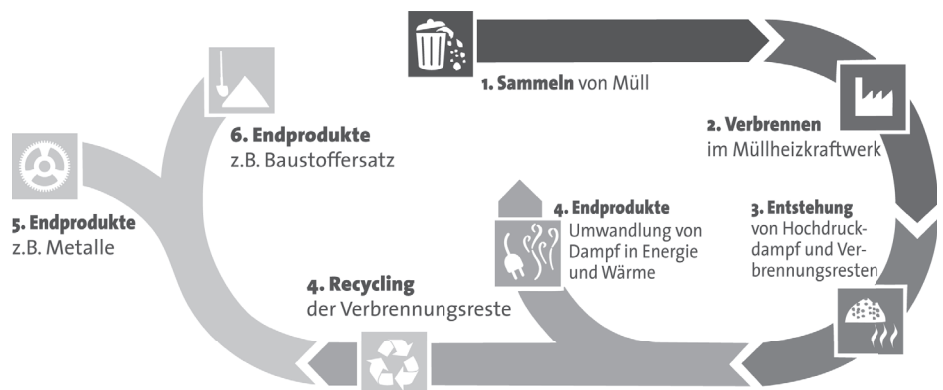 1. Sammeln von Müll
2. Verbrennen
im Müllheizkraftwerk
3. Entstehung
von Hochdruck-
dampf und Ver-
brennungsresten
4. Endprodukte
Umwandlung von
Dampf in Energie
und Wärme
4. Recycling
der Verbrennungsreste
5. Endprodukte
z.B. Metalle
6. Endprodukte
z.B. Baustoffersatz